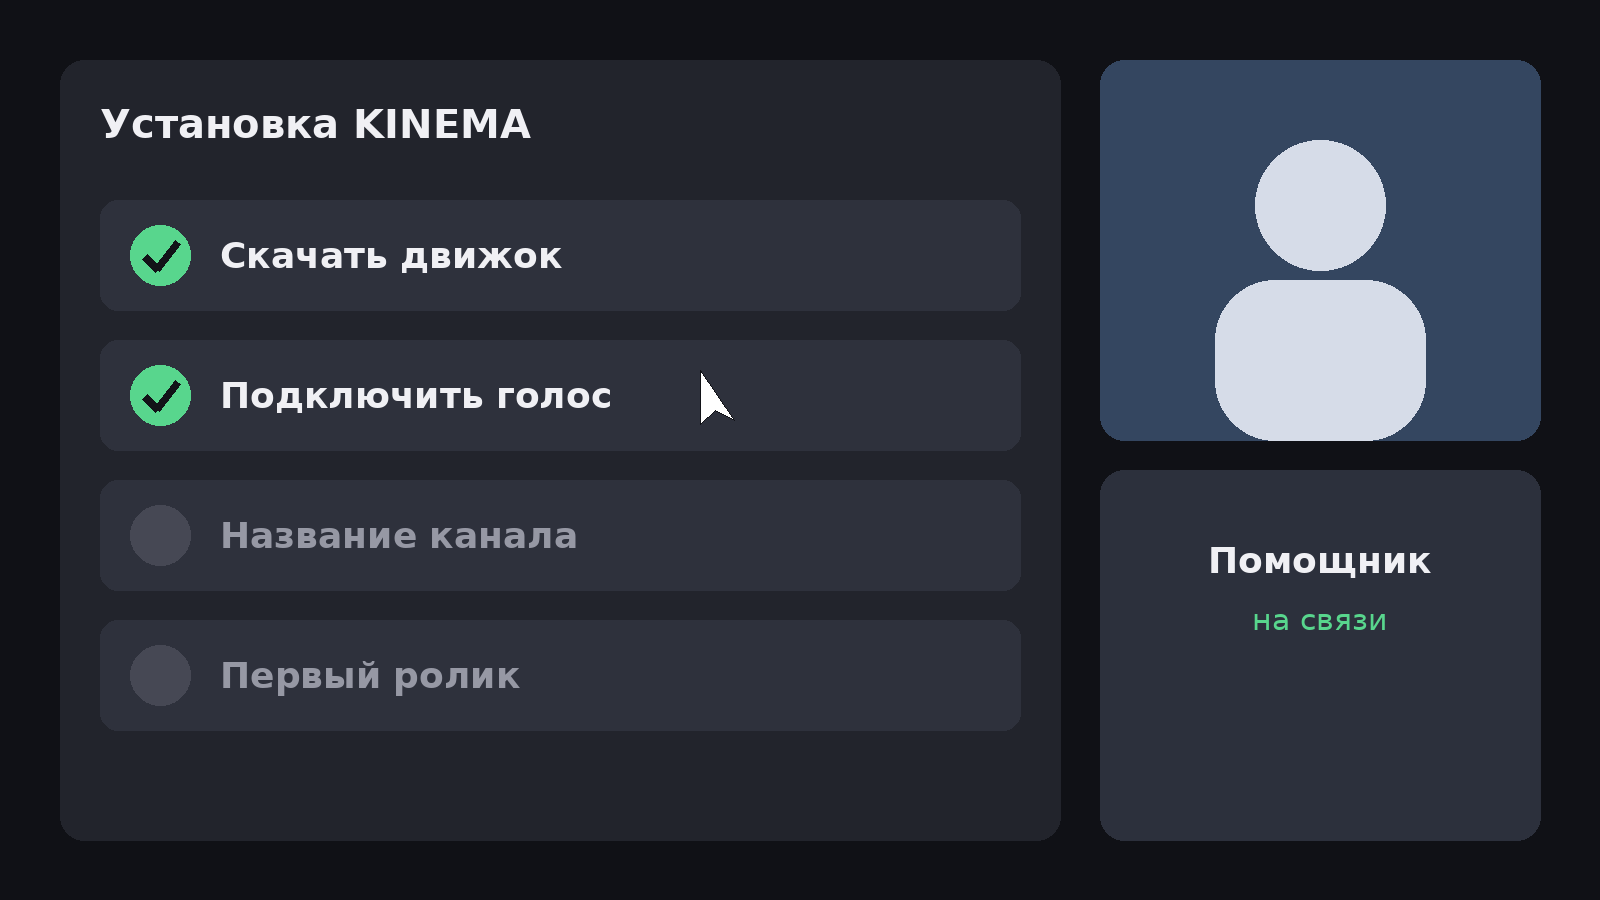 Установка KINEMA
Скачать движок
Подключить голос
Название канала
Первый ролик
Помощник
на связи